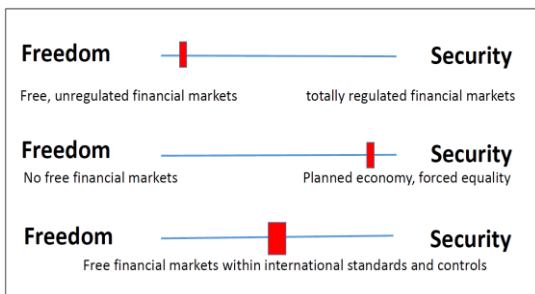 Freedom Security
Free, unregulated financial markets totally regulated financial markets
Freedom Security
No free financial markets Planned economy, forced equality
Freedom Security
Free financial markets within international standards and controls